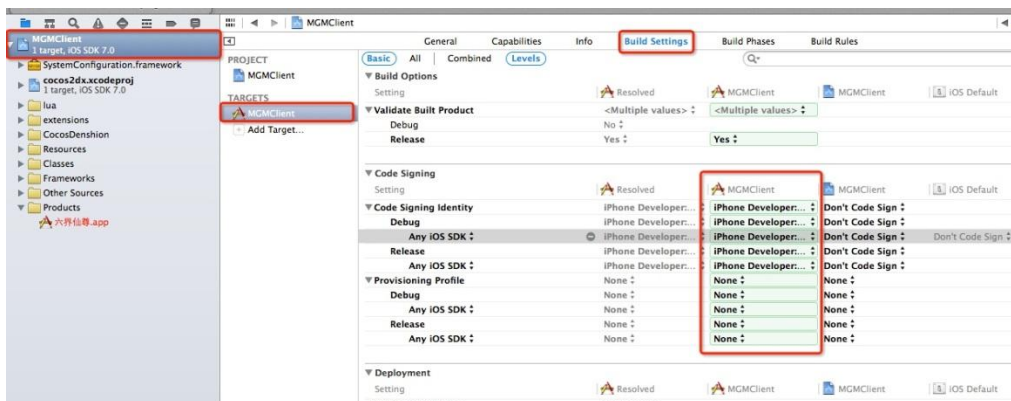 MGMClient
General Capabilities Info Build Settings Build Phases Build Rules
MGMClient
1 target, iOS SDK 7.0
SystemConfiguration.framework
cocos2dx.xcodeproj
1 target, iOS SDK 7.0
lua
extensions
CocosDenshion
Resources
Classes
Frameworks
Other Sources
Products
六界仙尊.app
PROJECT
MGMClient
TARGETS
MGMClient
Add Target...
Basic All Combined Levels
Build Options
Setting Resolved MGMClient MGMClient iOS Default
Validate Built Product <Multiple values> <Multiple values>
Debug No
Release Yes Yes
Code Signing
Setting Resolved MGMClient MGMClient iOS Default
Code Signing Identity iPhone Developer:... iPhone Developer:... Don't Code Sign
Debug iPhone Developer:... iPhone Developer:... Don't Code Sign
Any iOS SDK iPhone Developer:... iPhone Developer:... Don't Code Sign Don't Code Sign
Release iPhone Developer:... iPhone Developer:... Don't Code Sign
Any iOS SDK iPhone Developer:... iPhone Developer:... Don't Code Sign
Provisioning Profile None None None
Debug None None None
Any iOS SDK None None None
Release None None None
Any iOS SDK None None None
Deployment
Setting Resolved MGMClient MGMClient iOS Default